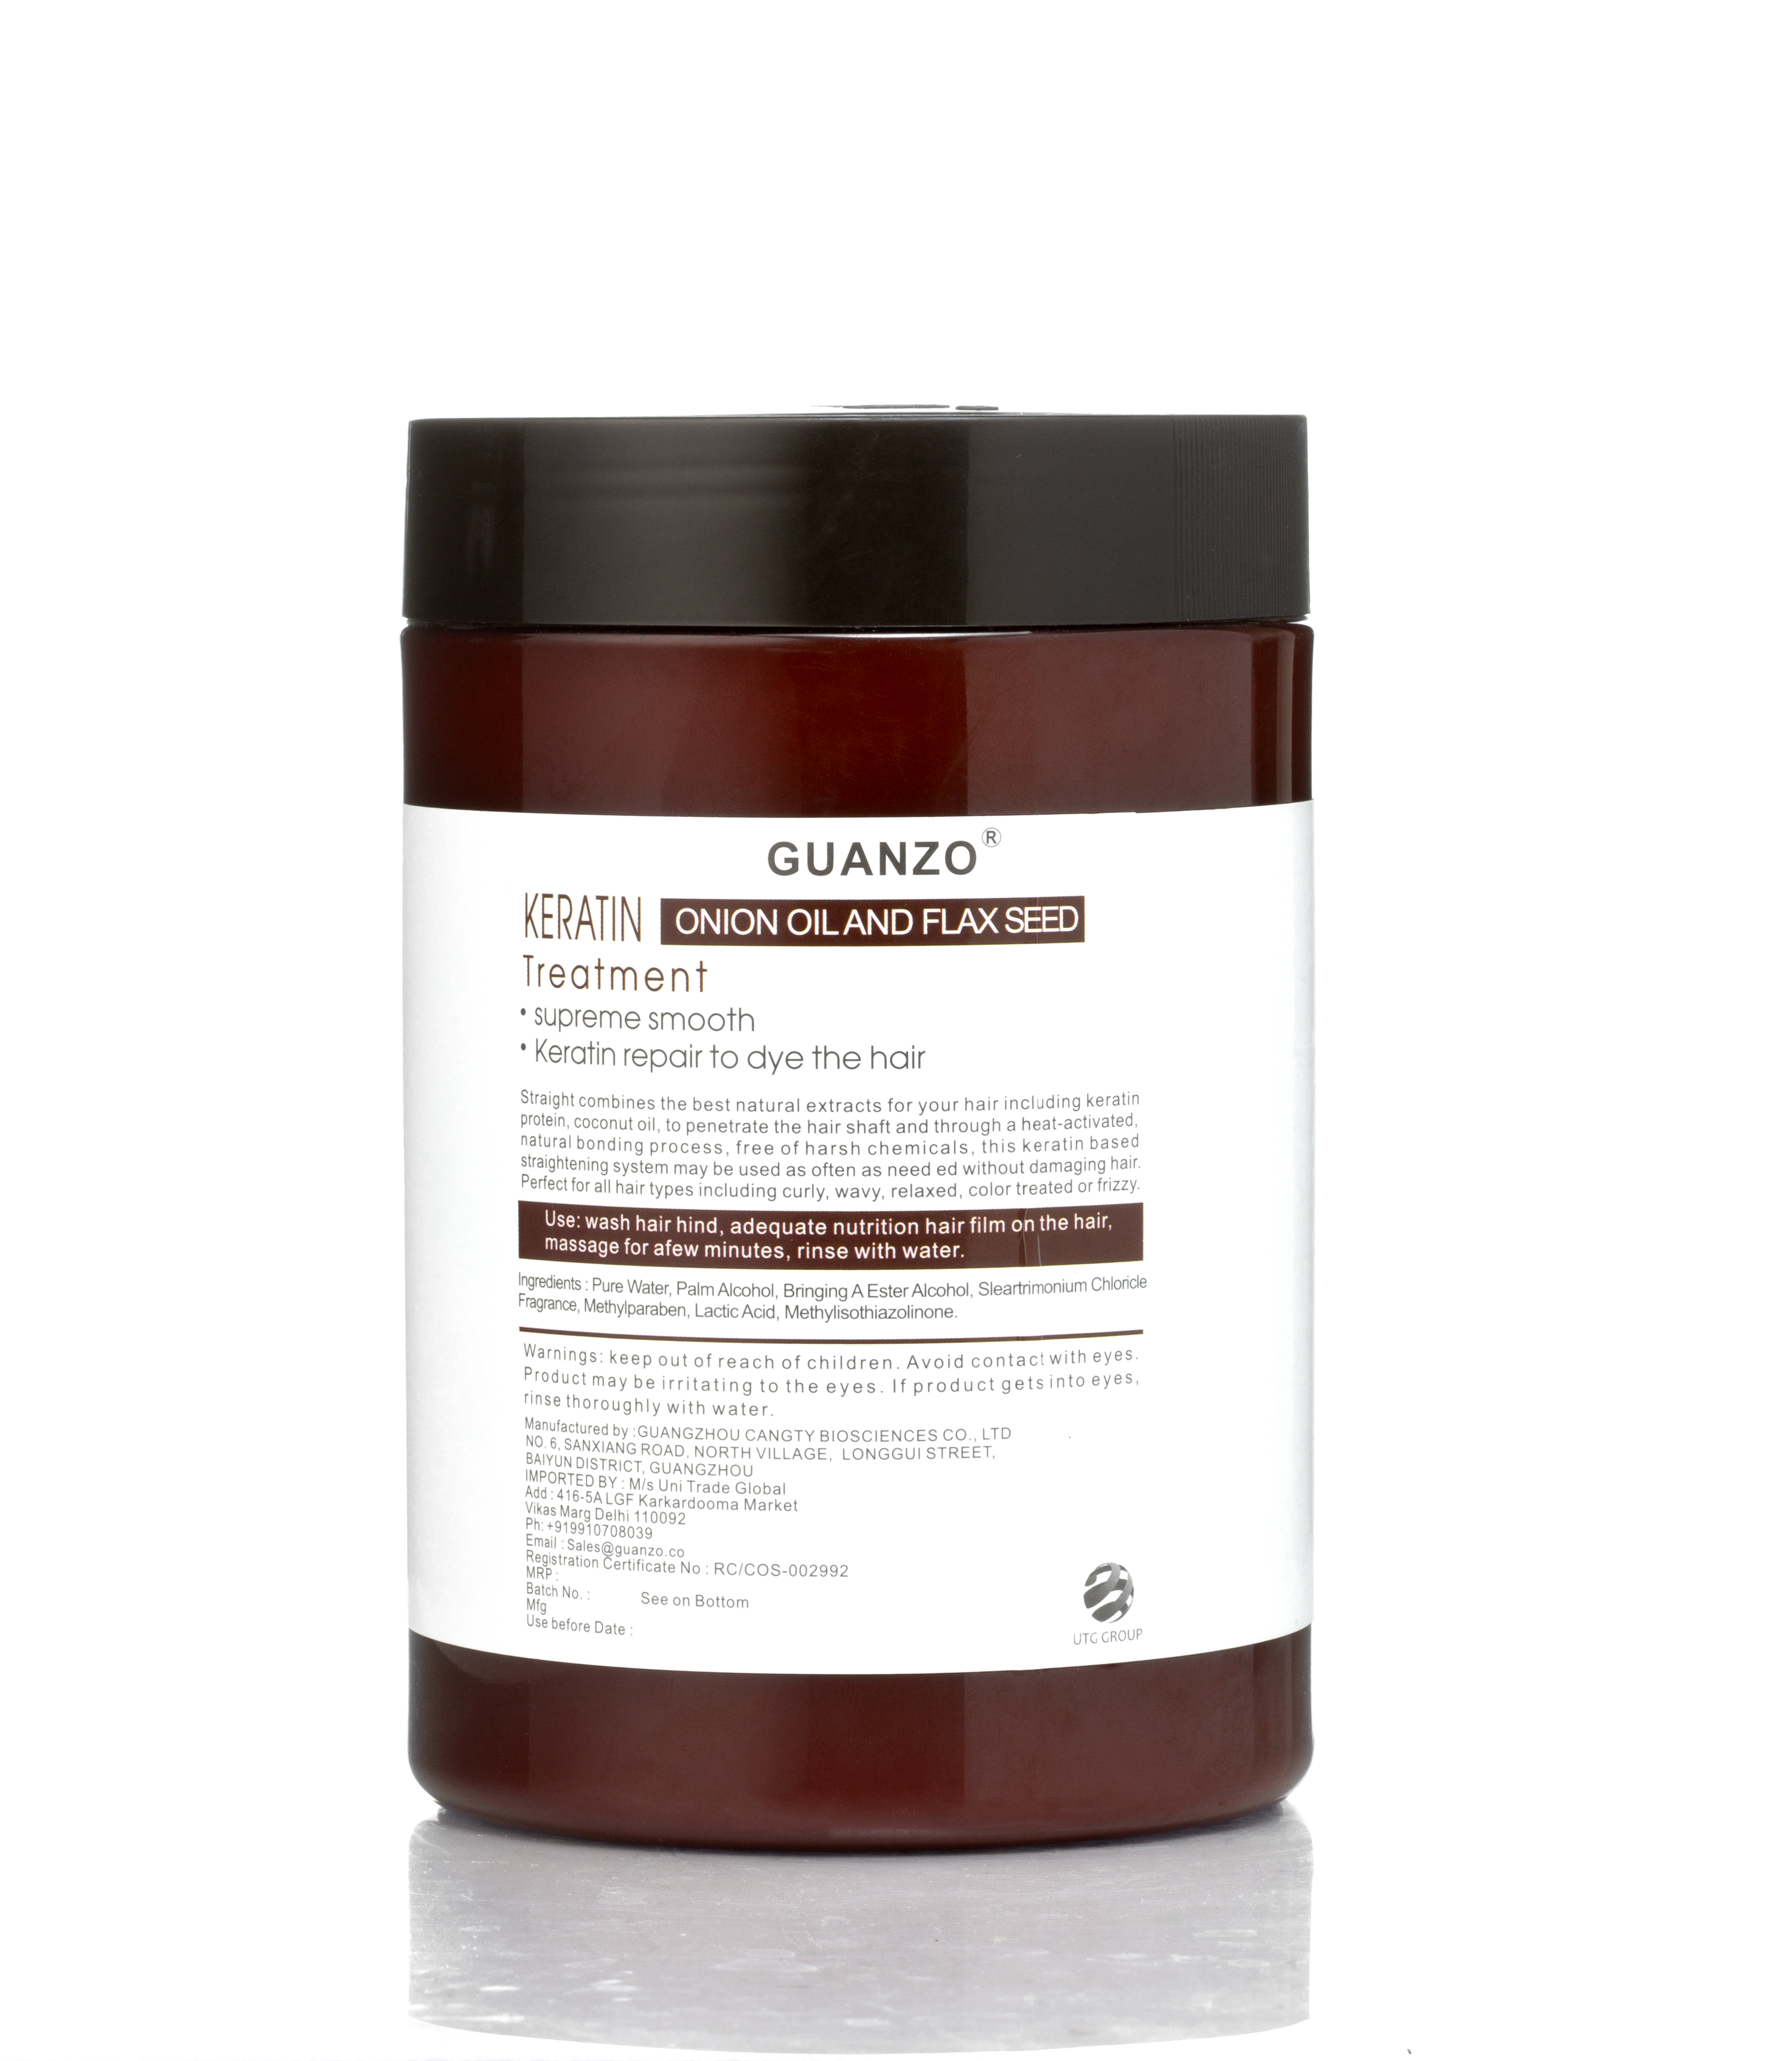 GUANZO®
KERATIN ONION OIL AND FLAX SEED
Treatment
• supreme smooth
• Keratin repair to dye the hair
Straight combines the best natural extracts for your hair including keratin
protein, coconut oil, to penetrate the hair shaft and through a heat-activated,
natural bonding process, free of harsh chemicals, this keratin based
straightening system may be used as often as need ed without damaging hair.
Perfect for all hair types including curly, wavy, relaxed, color treated or frizzy.
Use: wash hair hind, adequate nutrition hair film on the hair,
massage for afew minutes, rinse with water.
Ingredients : Pure Water, Palm Alcohol, Bringing A Ester Alcohol, Sleartrimonium Chloricle
Fragrance, Methylparaben, Lactic Acid, Methylisothiazolinone.
Warnings: keep out of reach of children. Avoid contact with eyes.
Product may be irritating to the eyes. If product gets into eyes,
rinse thoroughly with water.
Manufactured by :GUANGZHOU CANGTY BIOSCIENCES CO., LTD
NO. 6, SANXIANG ROAD, NORTH VILLAGE, LONGGUI STREET,
BAIYUN DISTRICT, GUANGZHOU
IMPORTED BY : M/s Uni Trade Global
Add : 416-5A LGF Karkardooma Market
Vikas Marg Delhi 110092
Ph: +919910708039
Email : Sales@guanzo.co
Registration Certificate No : RC/COS-002992
MRP :
Batch No. : See on Bottom
Mfg
Use before Date :
UTG GROUP